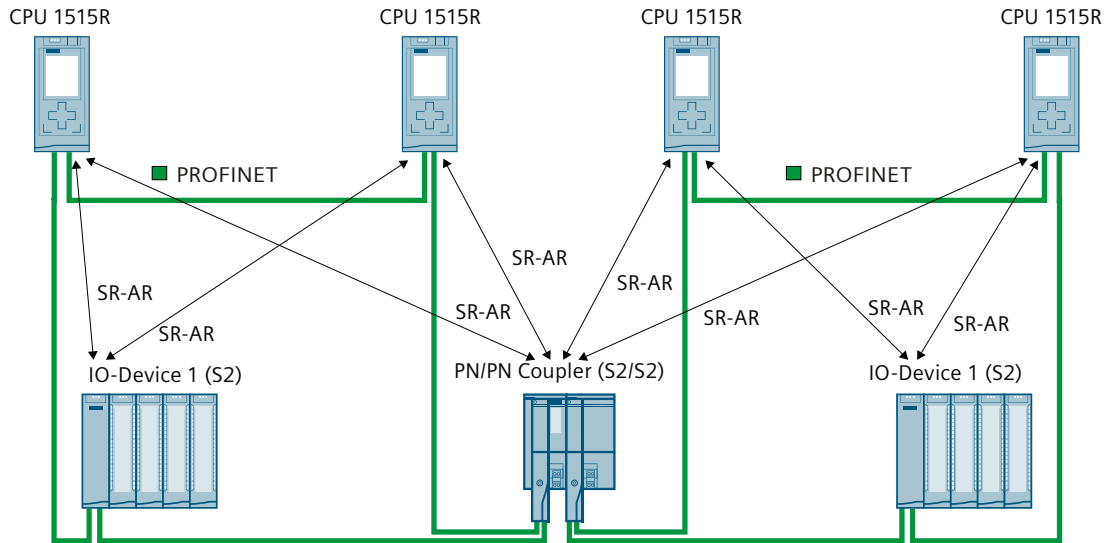 CPU 1515R
CPU 1515R
CPU 1515R
CPU 1515R
PROFINET
PROFINET
SR-AR
SR-AR
SR-AR
SR-AR
SR-AR
SR-AR
SR-AR
SR-AR
IO-Device 1 (S2)
PN/PN Coupler (S2/S2)
IO-Device 1 (S2)